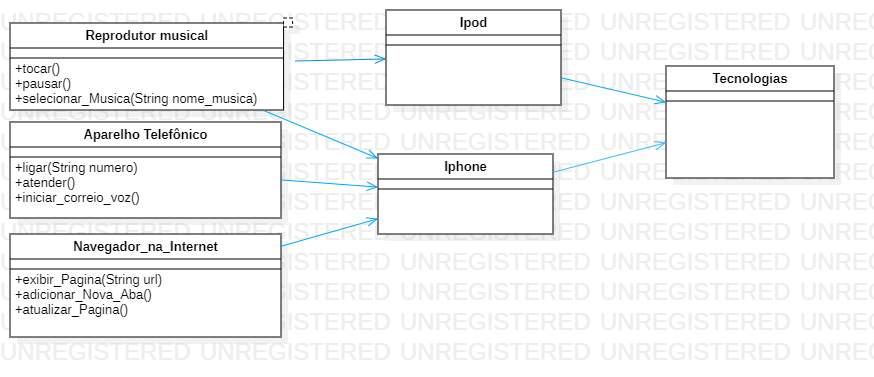 Reprodutor musical
+tocar()
+pausar()
+selecionar_Musica(String nome_musica)
Aparelho Telefônico
+ligar(String numero)
+atender()
+iniciar_correio_voz()
Navegador_na_Internet
+exibir_Pagina(String url)
+adicionar_Nova_Aba()
+atualizar_Pagina()
Ipod
Iphone
Tecnologias
UNREGISTERED UNREGISTERED UNREGISTERED UNREGISTERED